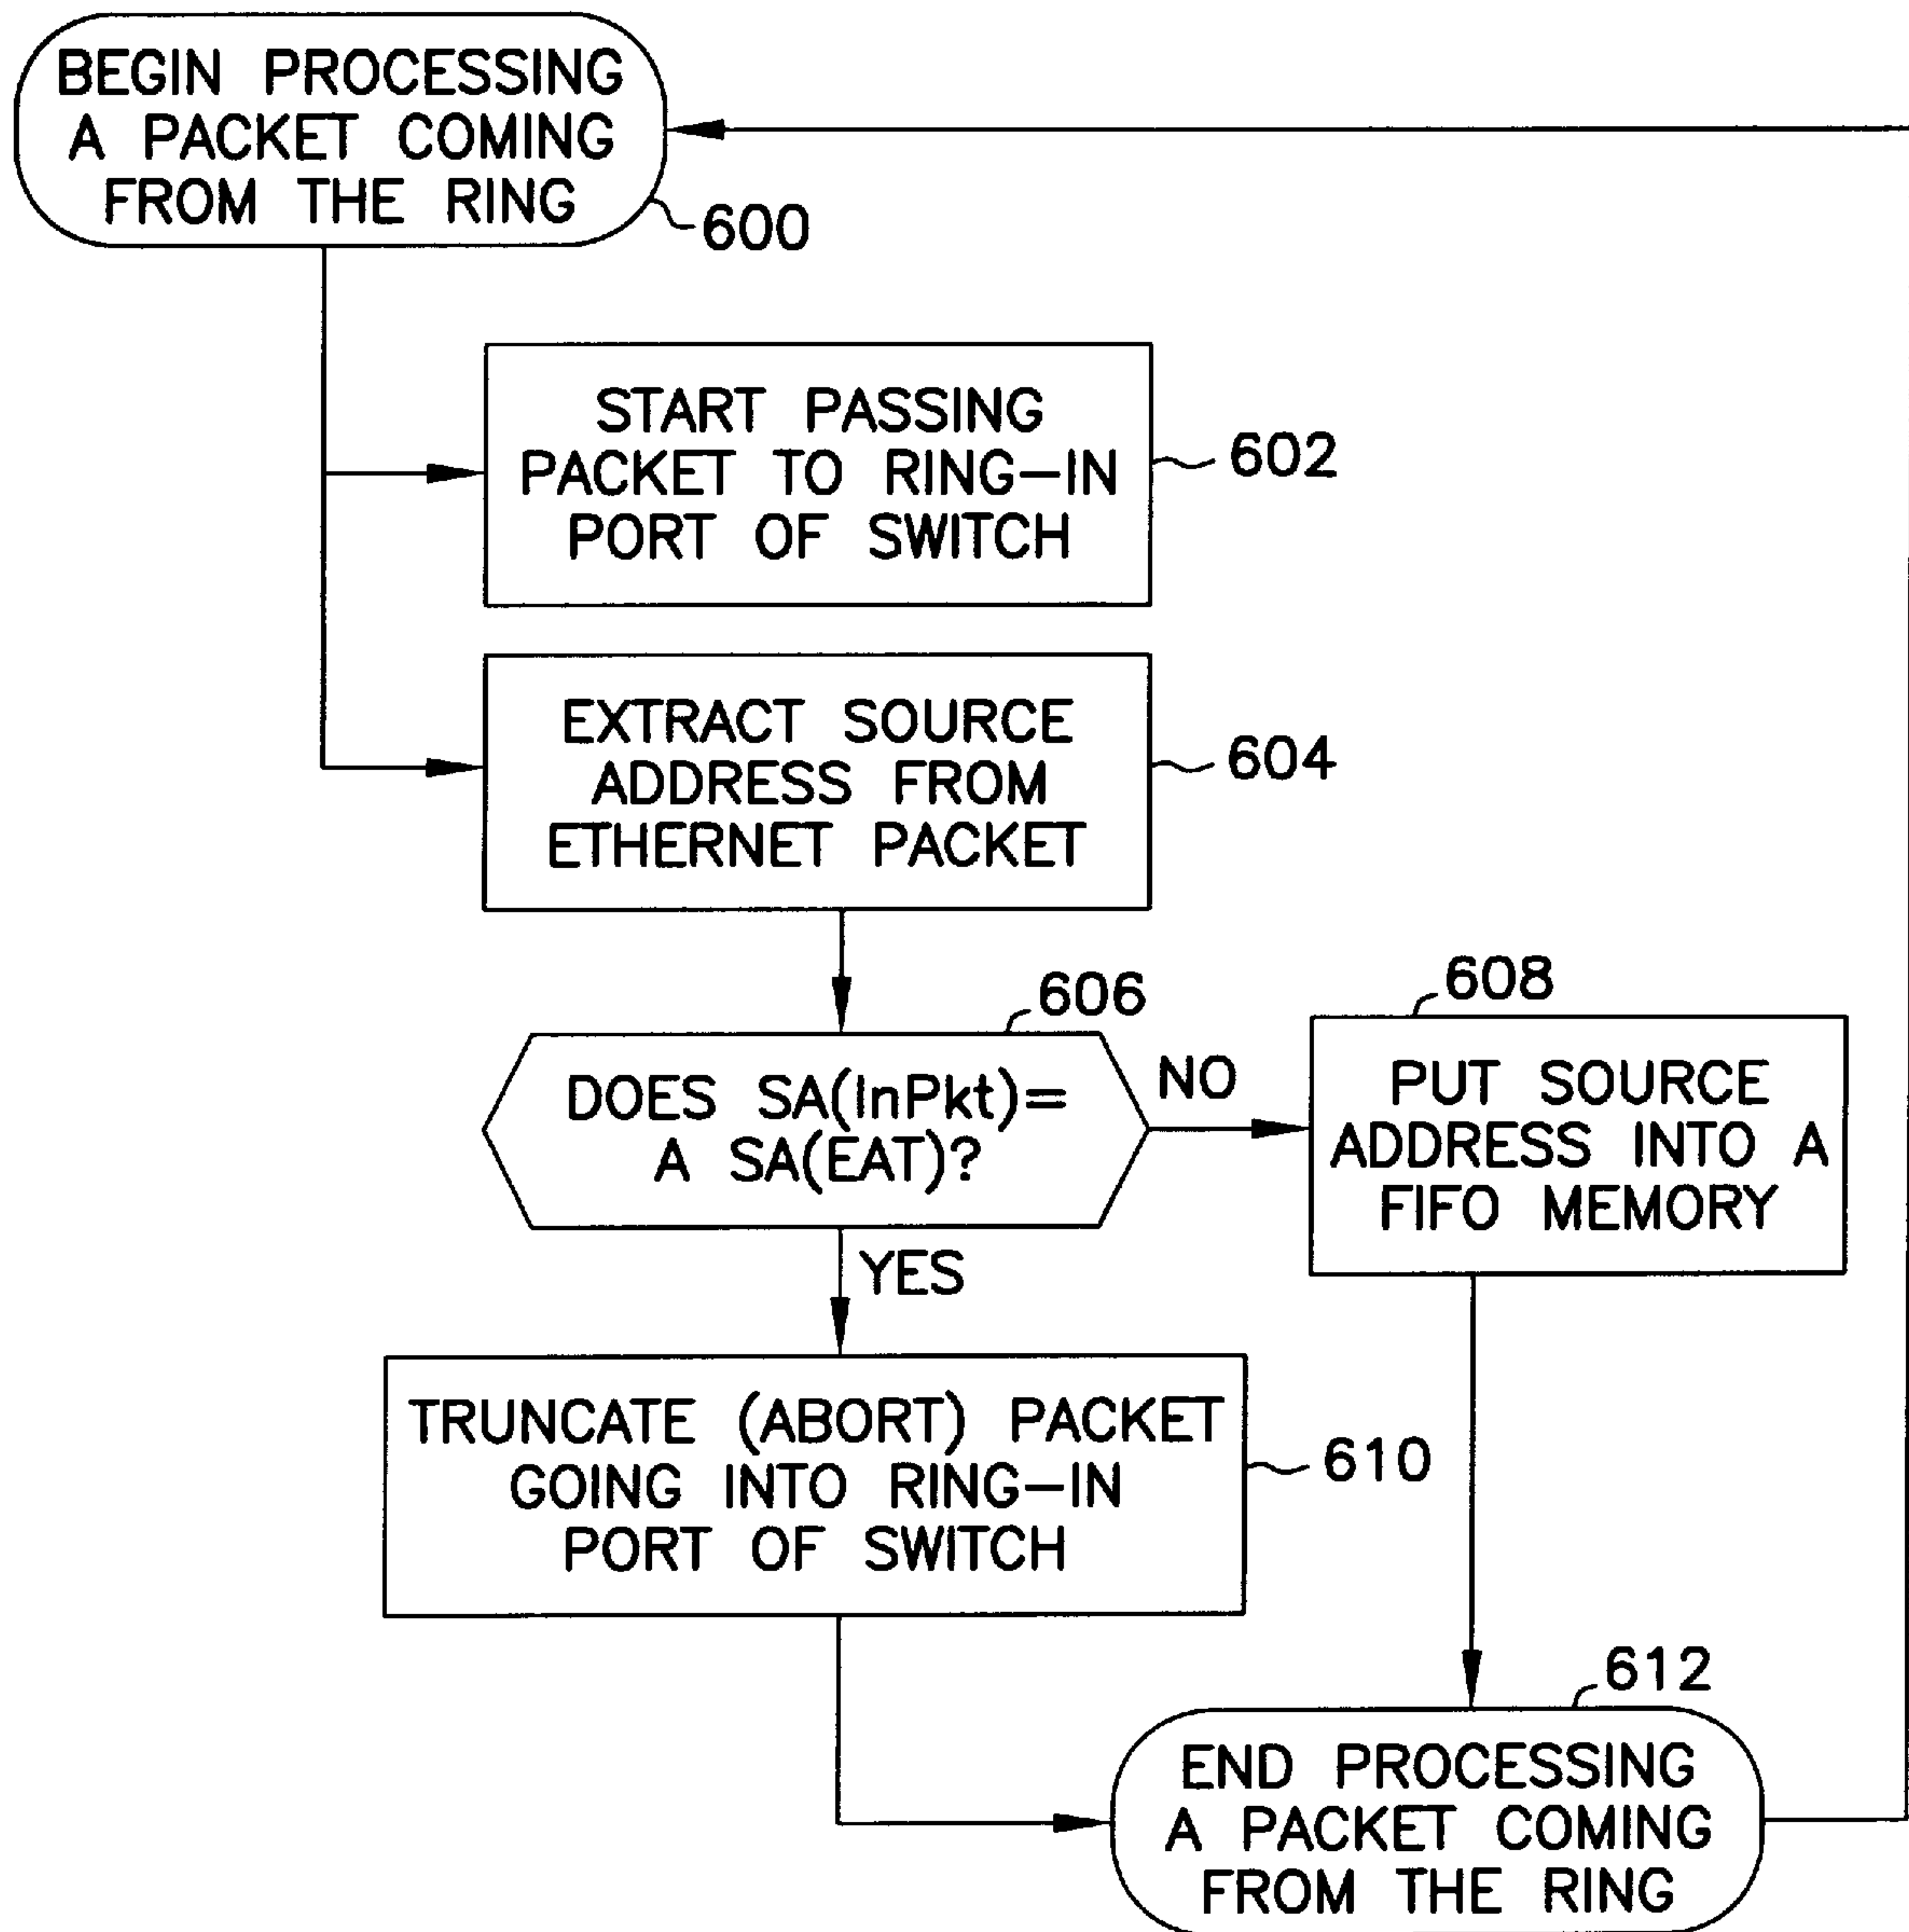 BEGIN PROCESSING
A PACKET COMING
FROM THE RING
600
START PASSING
PACKET TO RING-IN
PORT OF SWITCH
602
EXTRACT SOURCE
ADDRESS FROM
ETHERNET PACKET
604
606
DOES SA(InPkt)=
A SA(EAT)?
NO
608
PUT SOURCE
ADDRESS INTO A
FIFO MEMORY
YES
TRUNCATE (ABORT) PACKET
GOING INTO RING-IN
PORT OF SWITCH
610
612
END PROCESSING
A PACKET COMING
FROM THE RING